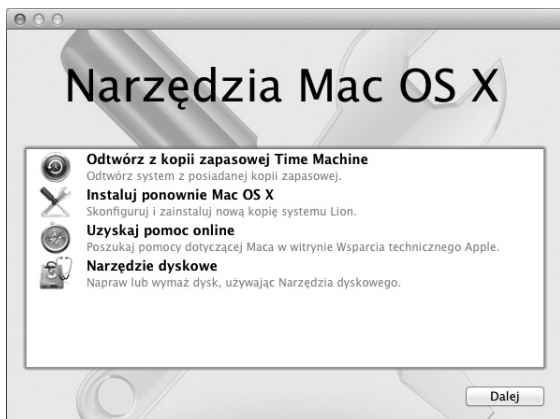 Narzędzia Mac OS X
Odtwórz z kopii zapasowej Time Machine
Odtwórz system z posiadanej kopii zapasowej.
Instaluj ponownie Mac OS X
Skonfiguruj i zainstaluj nową kopię systemu Lion.
Uzyskaj pomoc online
Poszukaj pomocy dotyczącej Maca w witrynie Wsparcia technicznego Apple.
Narzędzie dyskowe
Napraw lub wymaż dysk, używając Narzędzia dyskowego.
Dalej